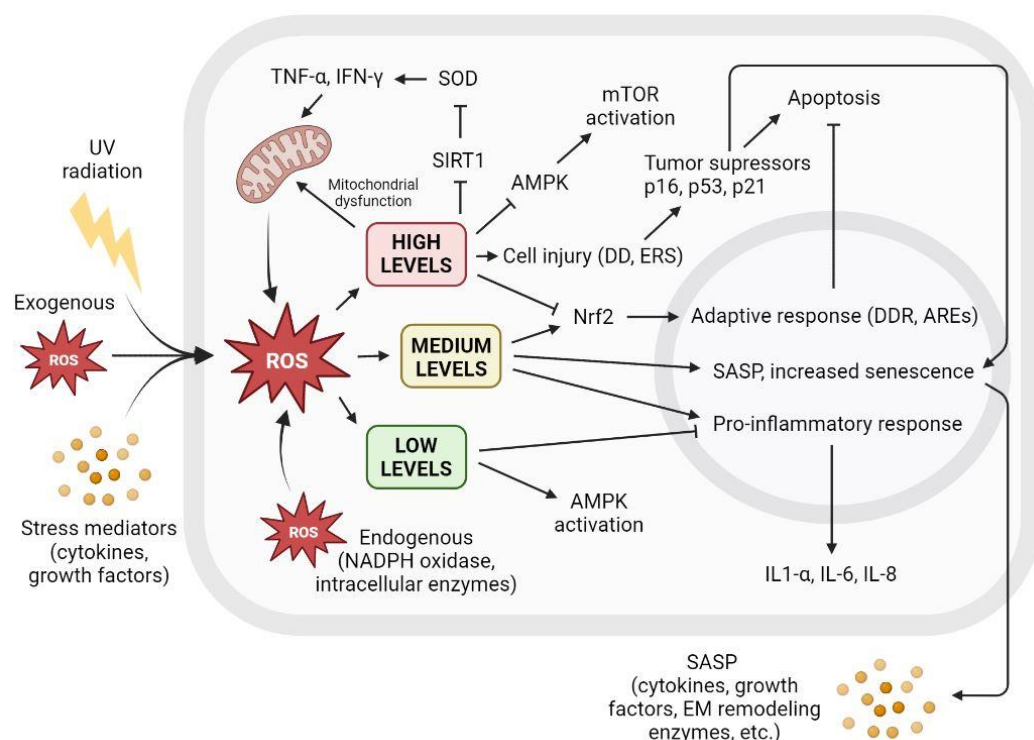 TNF-α, IFN-γ
SOD
mTOR
activation
Apoptosis
UV
radiation
SIRT1
AMPK
Tumor supressors
p16, p53, p21
Mitochondrial
dysfunction
HIGH
LEVELS
Cell injury (DD, ERS)
Exogenous
ROS
ROS
MEDIUM
LEVELS
Nrf2
Adaptive response (DDR, AREs)
SASP, increased senescence
Pro-inflammatory response
LOW
LEVELS
AMPK
activation
Stress mediators
(cytokines,
growth factors)
ROS
Endogenous
(NADPH oxidase,
intracellular enzymes)
IL1-α, IL-6, IL-8
SASP
(cytokines, growth
factors, EM remodeling
enzymes, etc.)